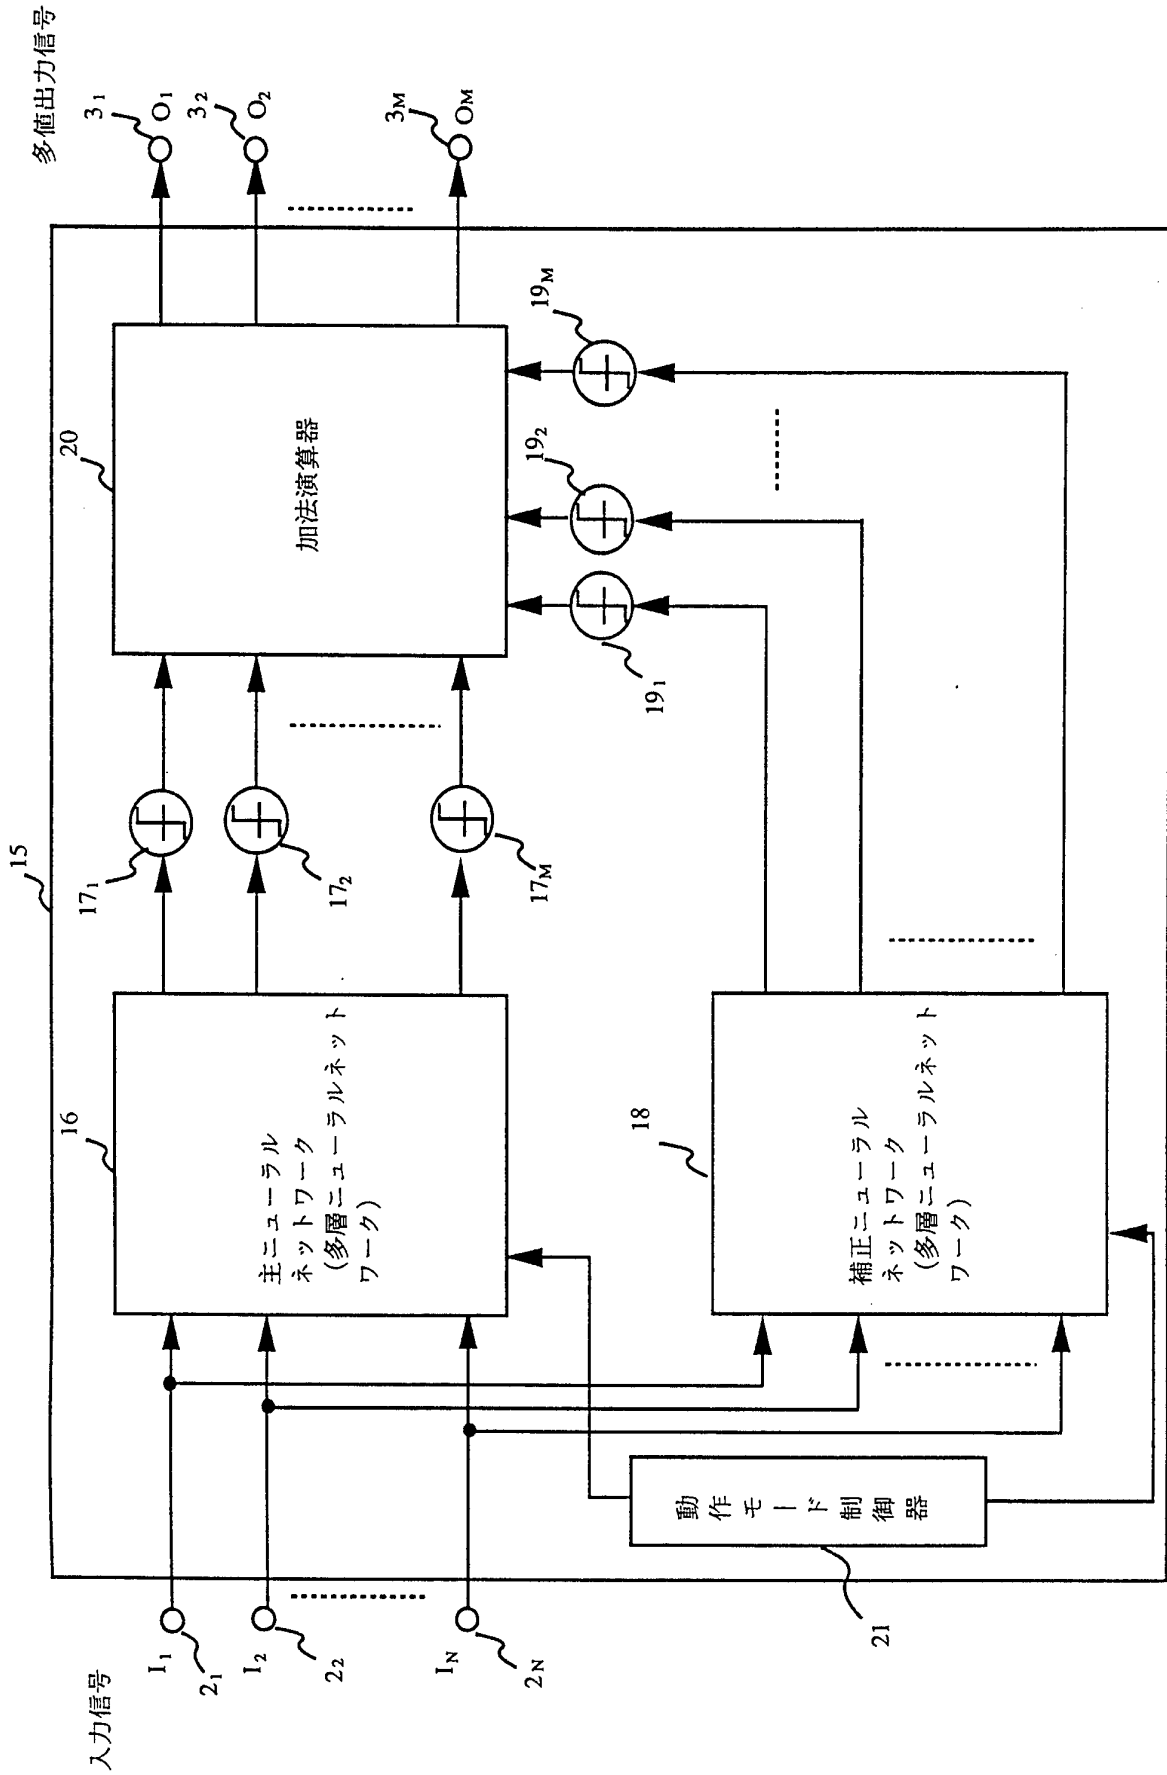 入力信号
I1
21
I2
22
IN
2N
15
16
主ニューラル
ネットワーク
(多層ニューラルネット
ワーク)
171
172
17M
20
加法演算器
多値出力信号
31
O1
32
O2
3M
OM
21
動作モード制御器
18
補正ニューラル
ネットワーク
(多層ニューラルネット
ワーク)
191
192
19M